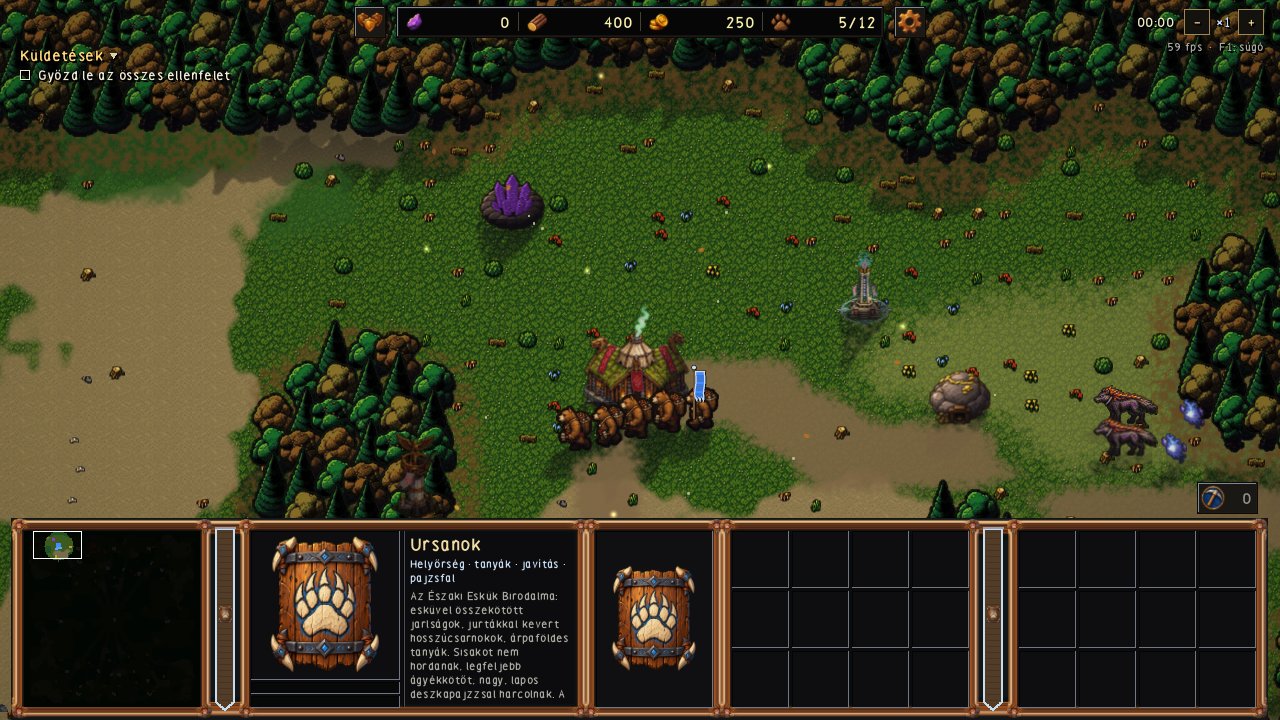 0
400
250
5/12
00:00
-
×1
+
59 fps · F1: súgó
Küldetések ▾
Győzd le az összes ellenfelet
0
Ursanok
Helyőrség · tanyák · javítás ·
pajzsfal
Az Északi Eskük Birodalma:
esküvel összekötött
jarlságok, jurtákkal kevert
hosszúcsarnokok, árpaföldes
tanyák. Sisakot nem
hordanak, legfeljebb
ágyékkötőt, nagy, lapos
deszkapajzzsal harcolnak. A